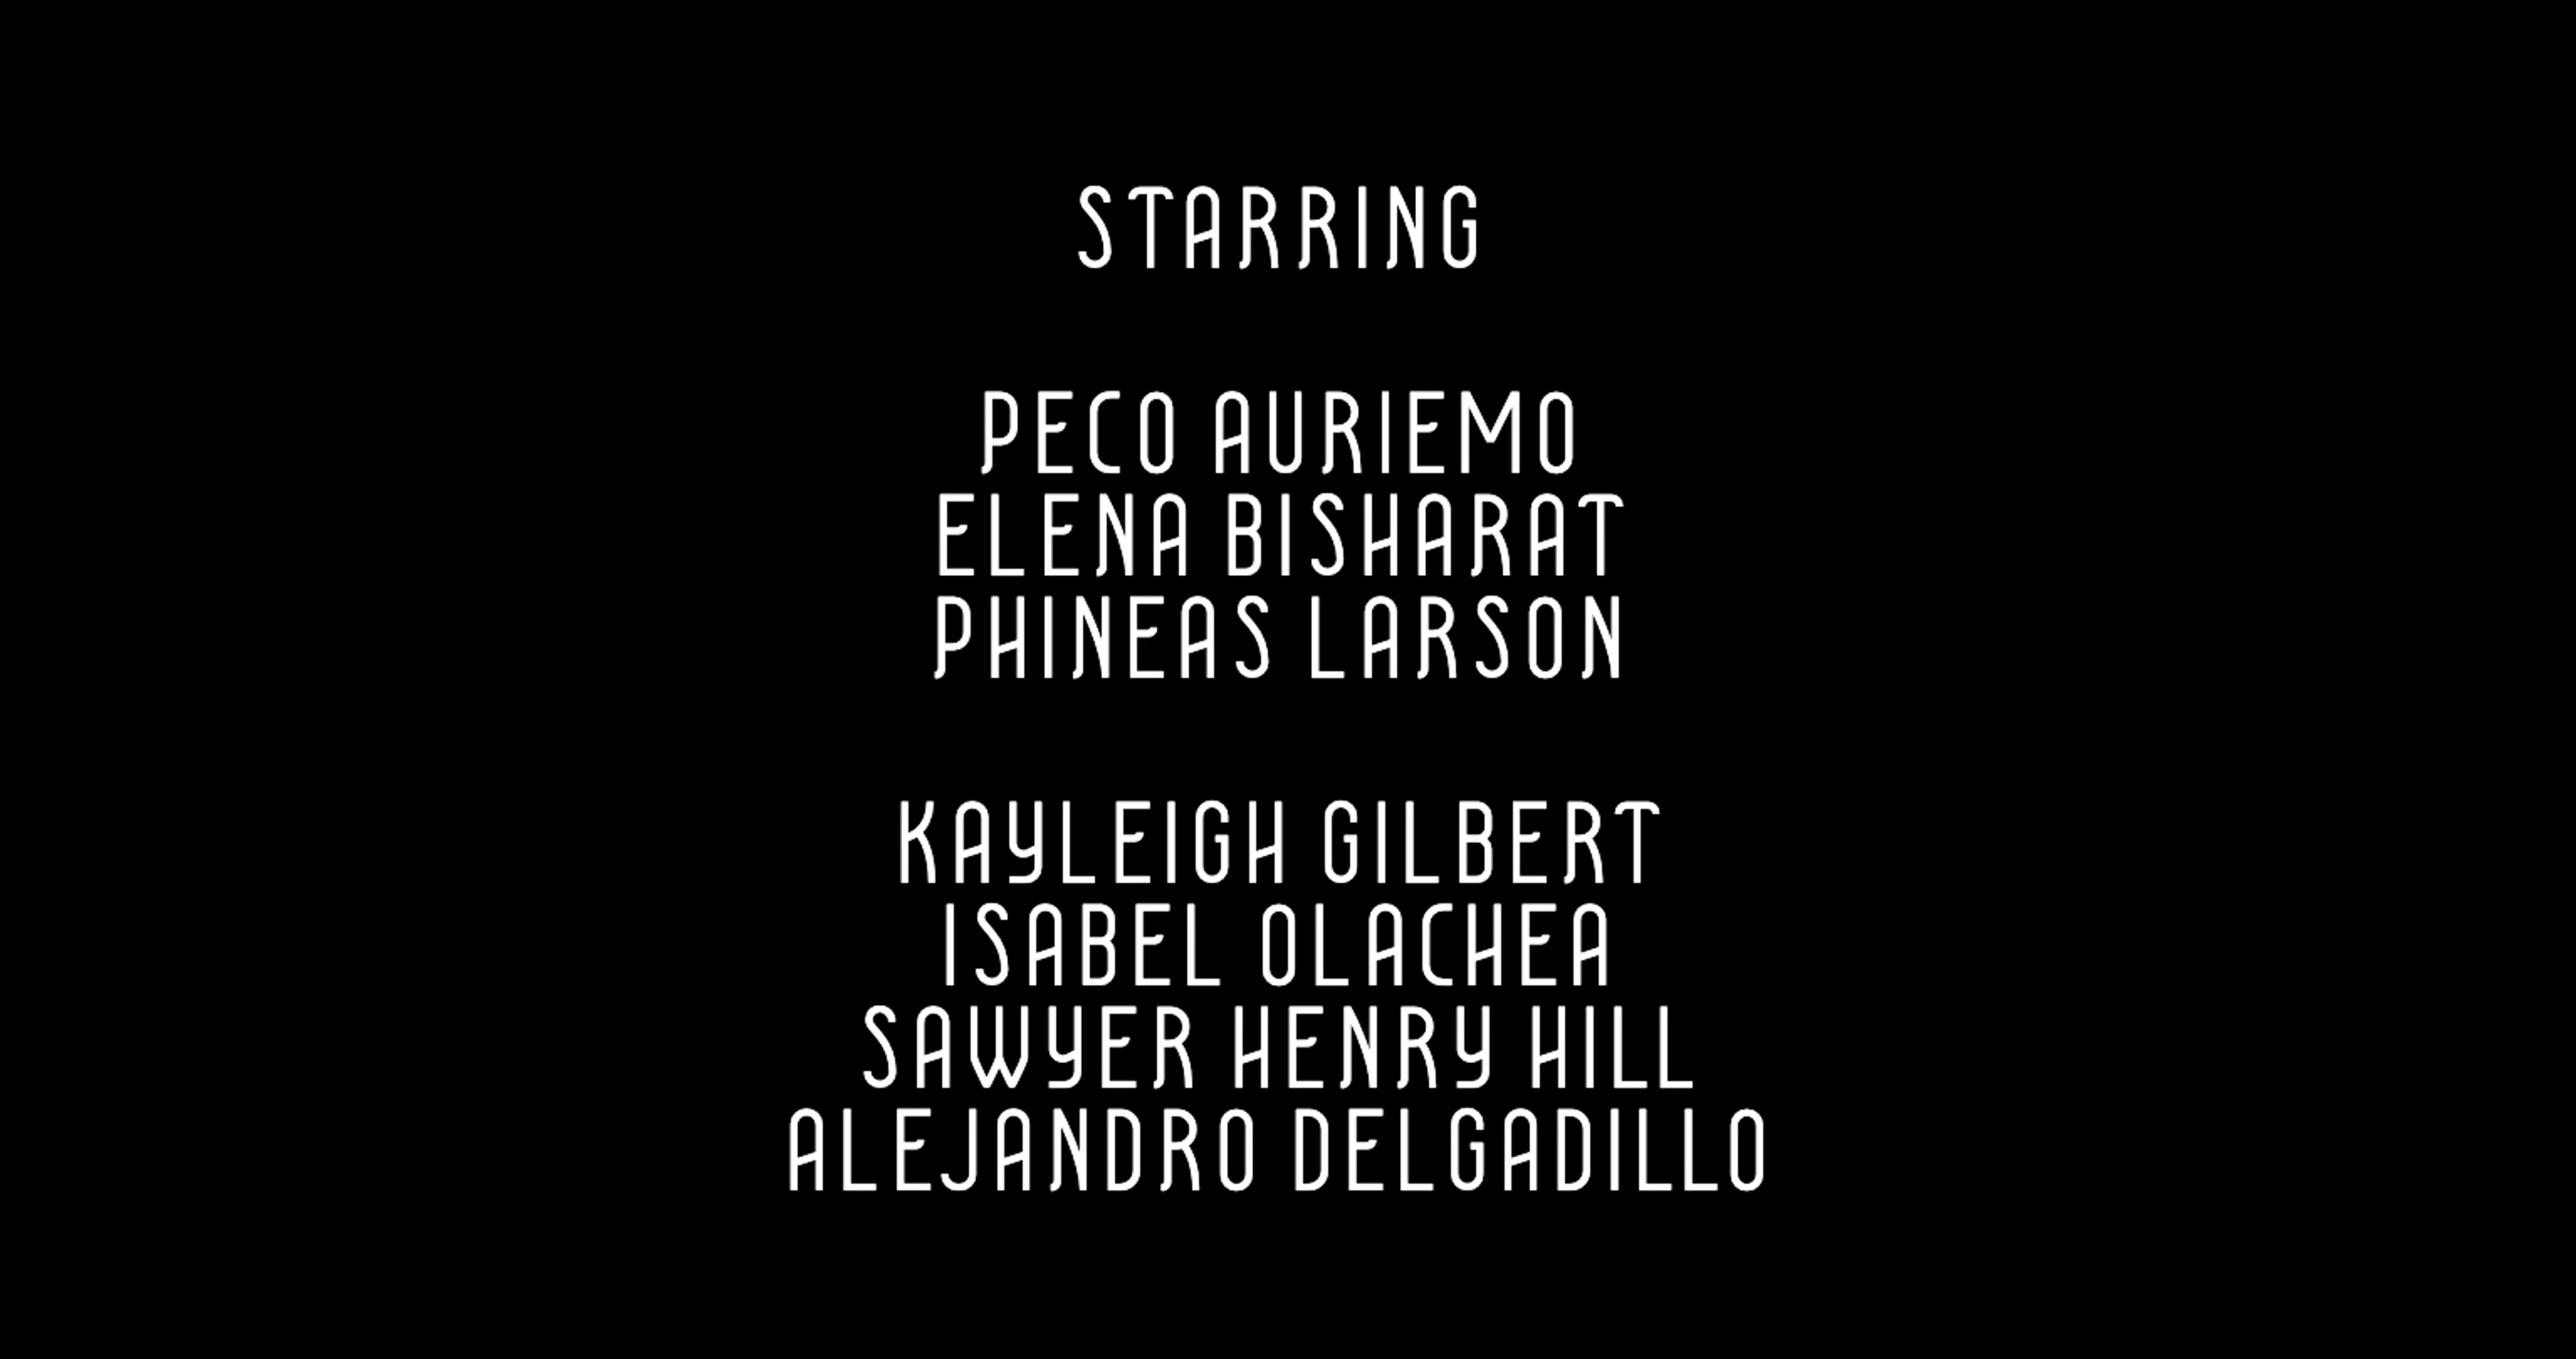 STARRING
PECO AURIEMO
ELENA BISHARAT
PHINEAS LARSON
KAYLEIGH GILBERT
ISABEL OLACHEA
SAWYER HENRY HILL
ALEJANDRO DELGADILLO